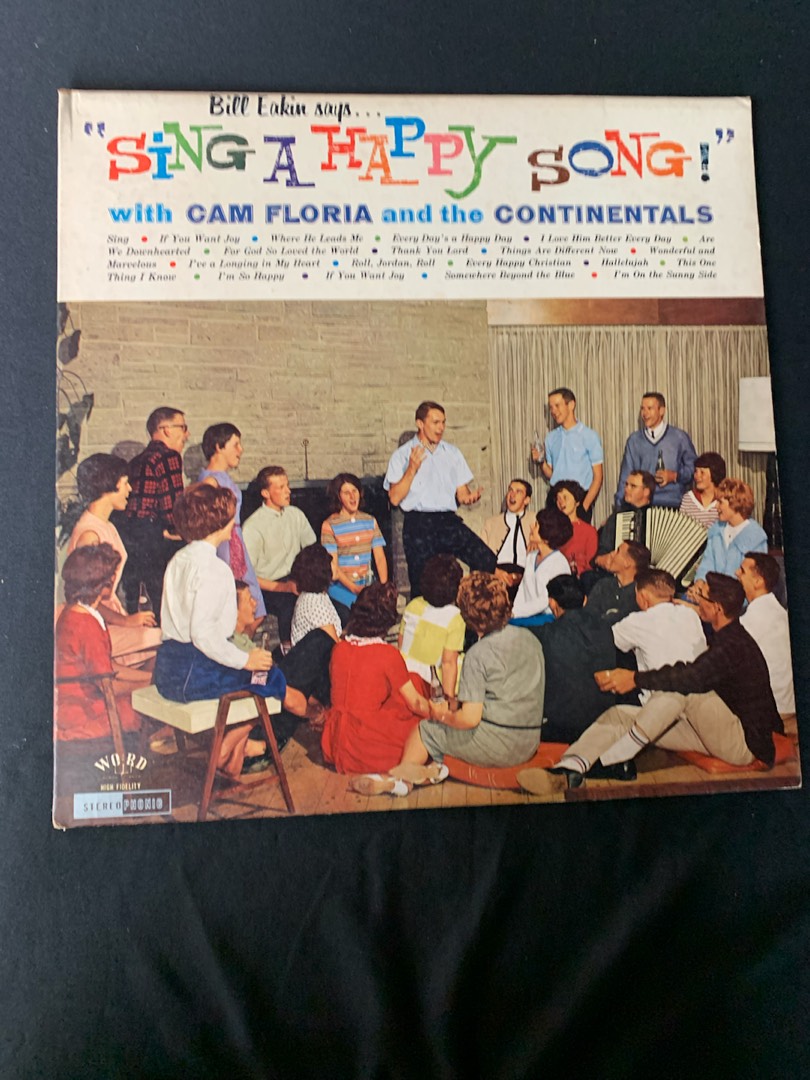 Bill Eakin says...
"SiNG A HAPPY SONG!"
with CAM FLORIA and the CONTINENTALS
Sing • If You Want Joy • Where He Leads Me • Every Day's a Happy Day • I Love Him Better Every Day • Are
We Downhearted • For God So Loved the World • Thank You Lord • Things Are Different Now • Wonderful and
Marvelous • I've a Longing in My Heart • Roll, Jordan, Roll • Every Happy Christian • Hallelujah • This One
Thing I Know • I'm So Happy • If You Want Joy • Somewhere Beyond the Blue • I'm On the Sunny Side
WORD
HIGH FIDELITY
STEREOPHONIC